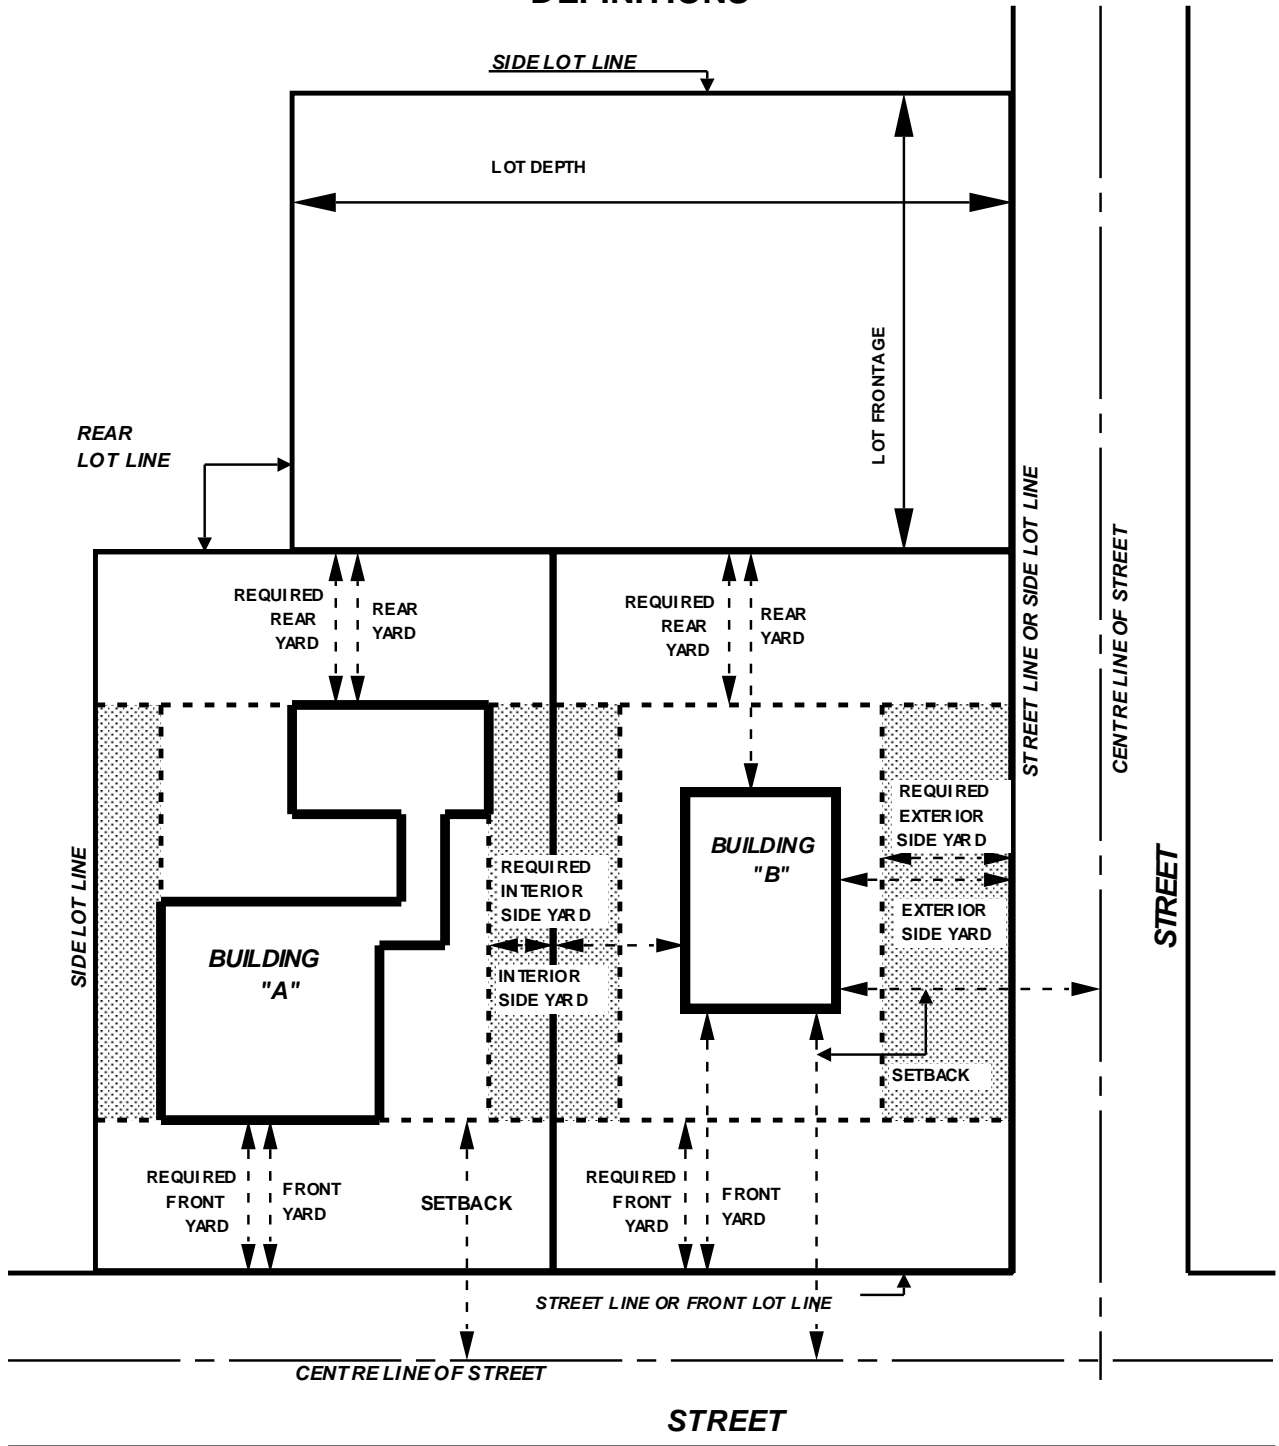 SIDE LOT LINE
LOT DEPTH
LOT FRONTAGE
REAR
LOT LINE
STREET LINE OR SIDE LOT LINE
CENTRE LINE OF STREET
REQUIRED
REAR
YARD
REAR
YARD
REQUIRED
REAR
YARD
REAR
YARD
REQUIRED
EXTERIOR
SIDE YARD
BUILDING
"B"
SIDE LOT LINE
REQUIRED
INTERIOR
SIDE YARD
EXTERIOR
SIDE YARD
STREET
BUILDING
"A"
INTERIOR
SIDE YARD
SETBACK
REQUIRED
FRONT
YARD
FRONT
YARD
SETBACK
REQUIRED
FRONT
YARD
FRONT
YARD
STREET LINE OR FRONT LOT LINE
CENTRE LINE OF STREET
STREET